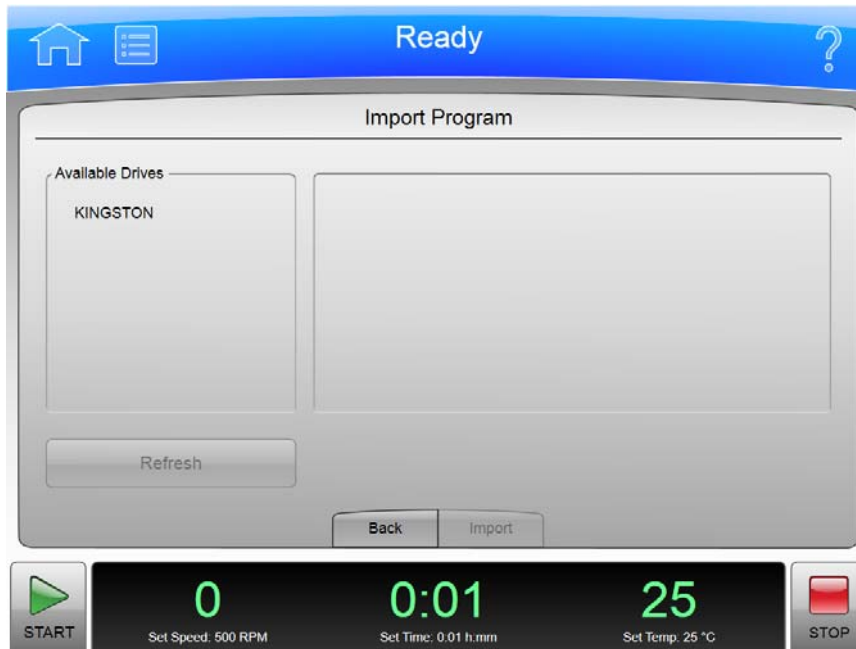 Ready
Import Program
Available Drives
KINGSTON
Refresh
Back Import
START
0 0:01 25
Set Speed: 500 RPM Set Time: 0:01 h:mm Set Temp: 25 °C
STOP